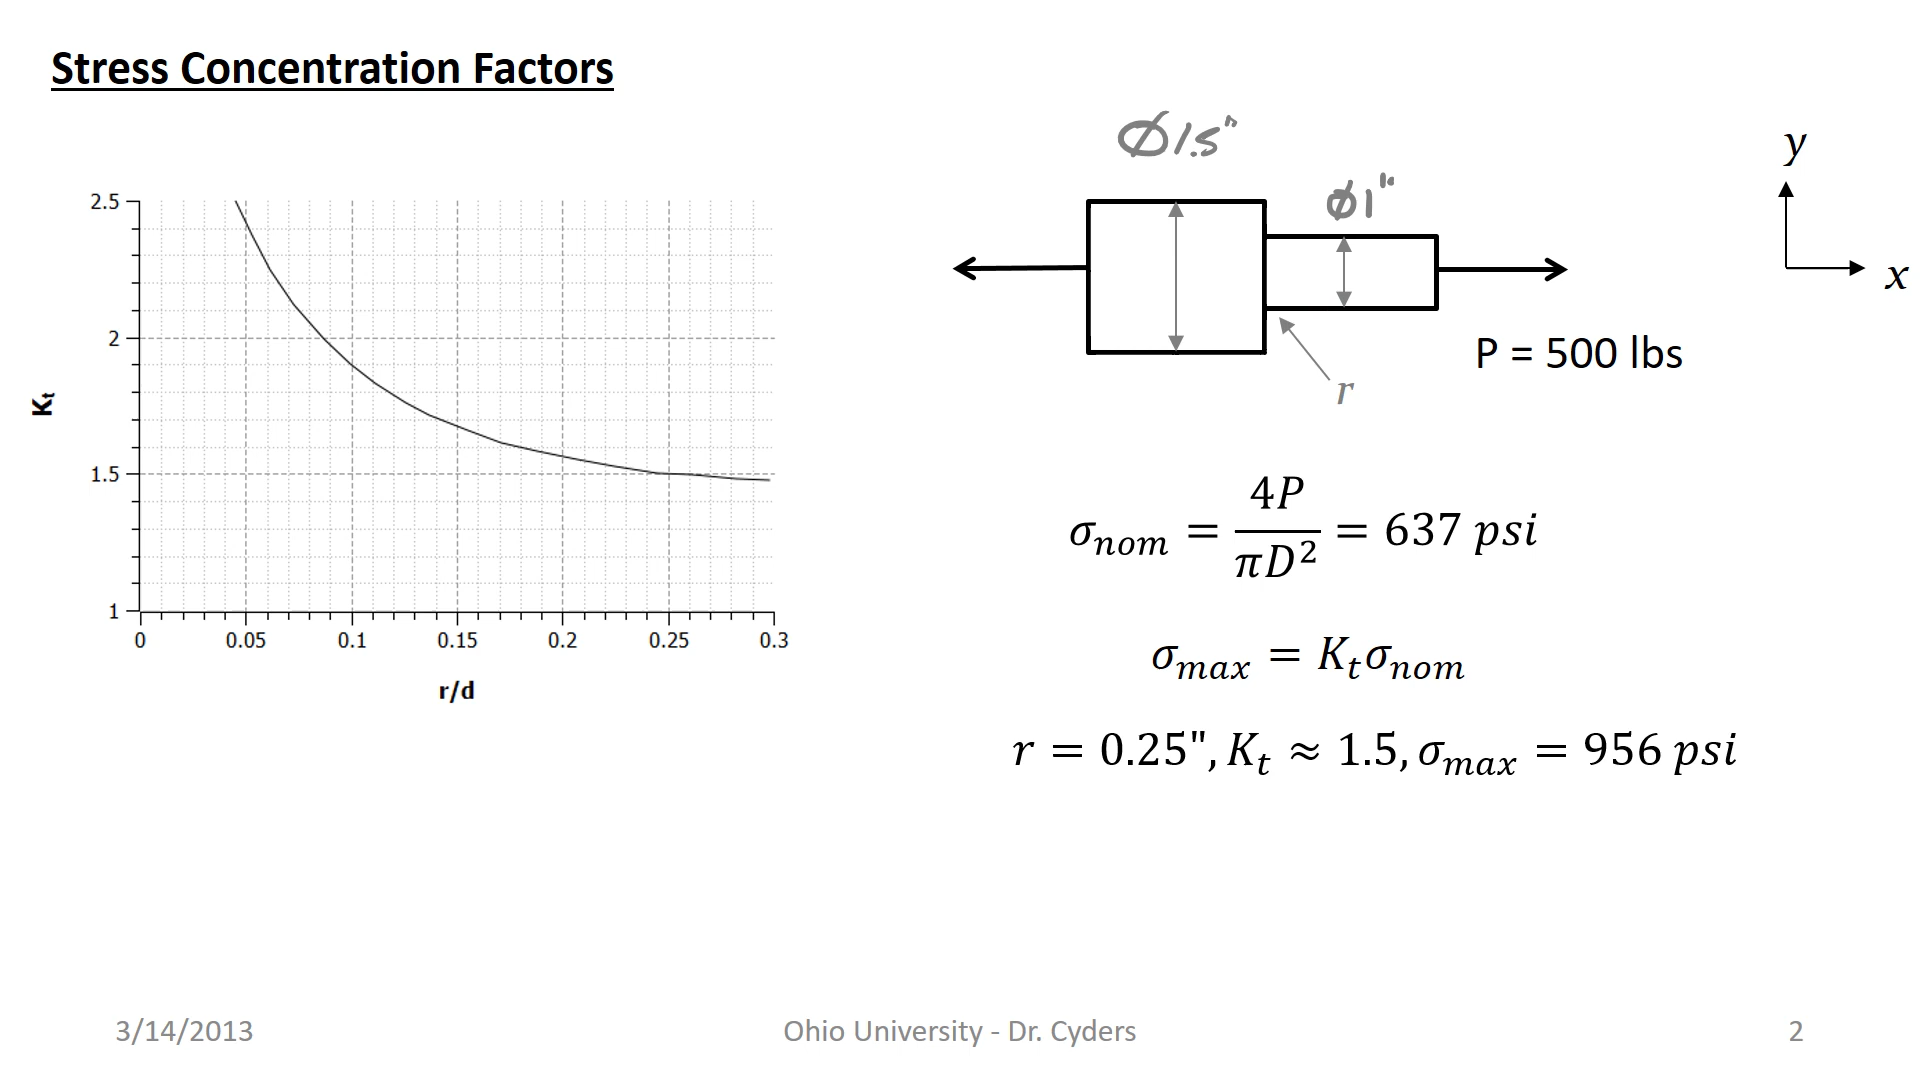 Stress Concentration Factors
2.5
2
1.5
1
0 0.05 0.1 0.15 0.2 0.25 0.3
Kt
r/d
Ø1.5"
Ø1"
r
y
x
P = 500 lbs
σnom = 4P/πD² = 637 psi
σmax = Ktσnom
r = 0.25", Kt ≈ 1.5, σmax = 956 psi
3/14/2013 Ohio University - Dr. Cyders 2